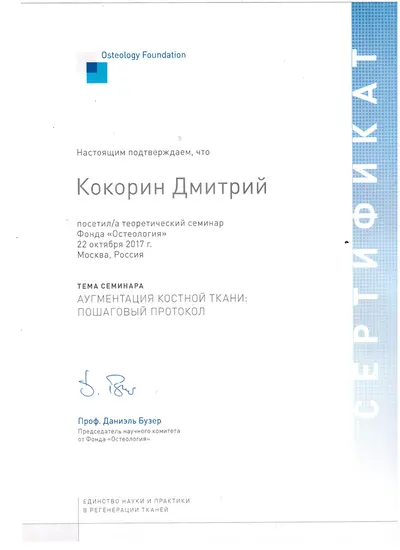 Osteology Foundation
Настоящим подтверждаем, что
Кокорин Дмитрий
посетил/а теоретический семинар
Фонда «Остеология»
22 октября 2017 г.
Москва, Россия
ТЕМА СЕМИНАРА
АУГМЕНТАЦИЯ КОСТНОЙ ТКАНИ:
ПОШАГОВЫЙ ПРОТОКОЛ
Проф. Даниэль Бузер
Председатель научного комитета
от Фонда «Остеология»
ЕДИНСТВО НАУКИ И ПРАКТИКИ
В РЕГЕНЕРАЦИИ ТКАНЕЙ
СЕРТИФИКАТ